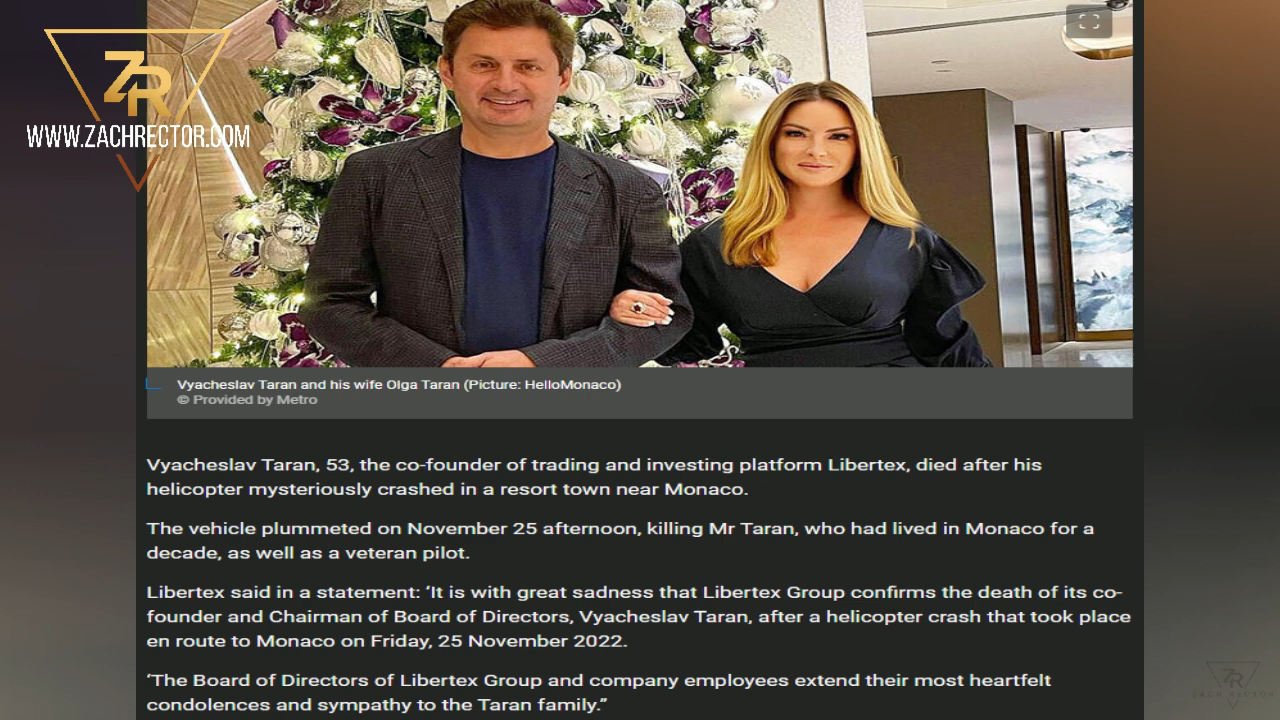 ZR
WWW.ZACHRECTOR.COM
Vyacheslav Taran and his wife Olga Taran (Picture: HelloMonaco)
© Provided by Metro
Vyacheslav Taran, 53, the co-founder of trading and investing platform Libertex, died after his
helicopter mysteriously crashed in a resort town near Monaco.
The vehicle plummeted on November 25 afternoon, killing Mr Taran, who had lived in Monaco for a
decade, as well as a veteran pilot.
Libertex said in a statement: ‘It is with great sadness that Libertex Group confirms the death of its co-
founder and Chairman of Board of Directors, Vyacheslav Taran, after a helicopter crash that took place
en route to Monaco on Friday, 25 November 2022.
‘The Board of Directors of Libertex Group and company employees extend their most heartfelt
condolences and sympathy to the Taran family.”
ZR
ZACH RECTOR